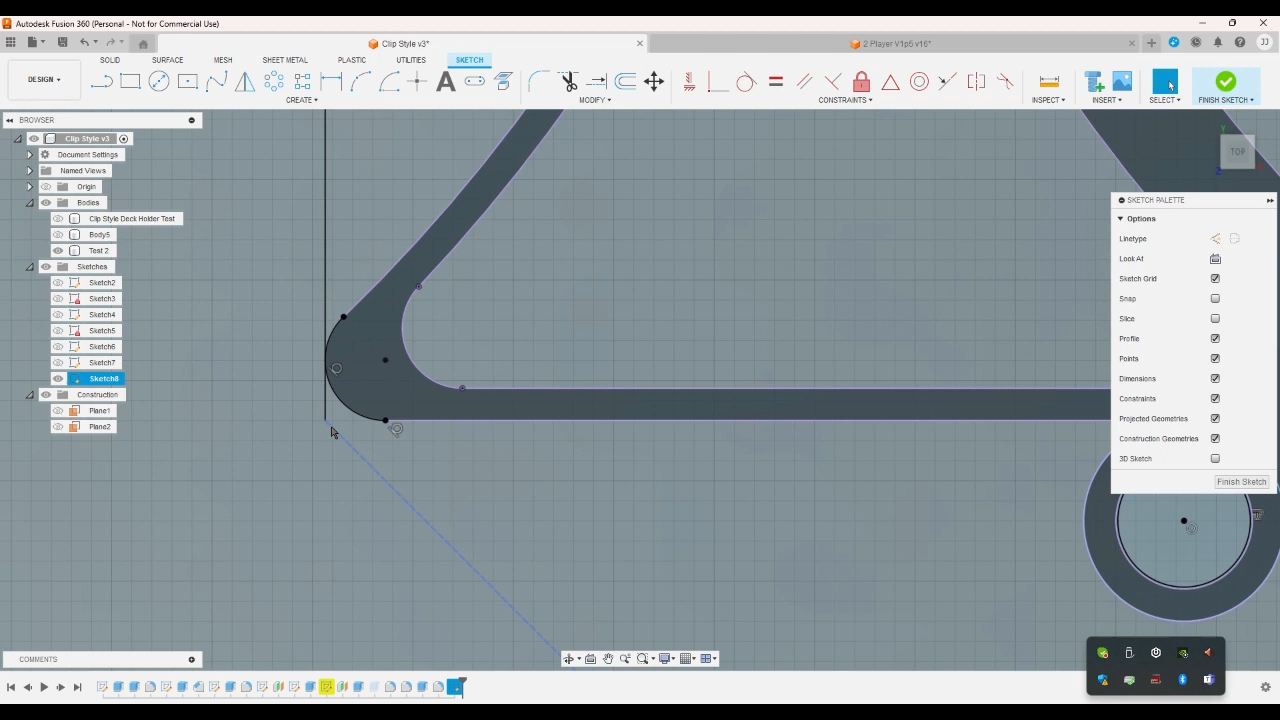 Autodesk Fusion 360 (Personal - Not for Commercial Use)
Clip Style v3*
2 Player V1p5 v16*
JJ
DESIGN
SOLID
SURFACE
MESH
SHEET METAL
PLASTIC
UTILITIES
SKETCH
CREATE
MODIFY
CONSTRAINTS
INSPECT
INSERT
SELECT
FINISH SKETCH
BROWSER
Clip Style v3
Document Settings
Named Views
Origin
Bodies
Clip Style Deck Holder Test
Body5
Test 2
Sketches
Sketch2
Sketch3
Sketch4
Sketch5
Sketch6
Sketch7
Sketch8
Construction
Plane1
Plane2
Y
TOP
Z
SKETCH PALETTE
Options
Linetype
Look At
Sketch Grid
Snap
Slice
Profile
Points
Dimensions
Constraints
Projected Geometries
Construction Geometries
3D Sketch
Finish Sketch
COMMENTS